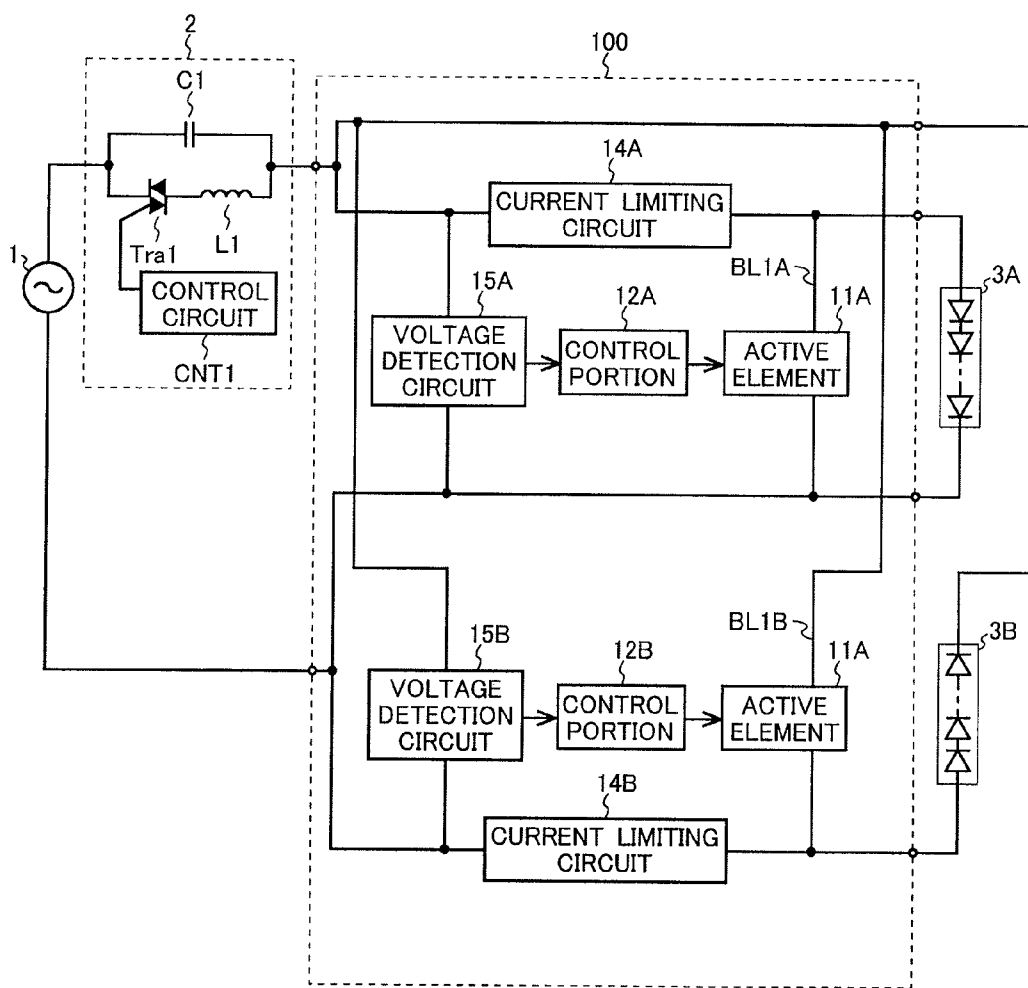 2
100
C1
14A
CURRENT LIMITING
CIRCUIT
Tra1
L1
1
CONTROL
CIRCUIT
CNT1
15A
VOLTAGE
DETECTION
CIRCUIT
12A
CONTROL
PORTION
BL1A
11A
ACTIVE
ELEMENT
3A
15B
VOLTAGE
DETECTION
CIRCUIT
12B
CONTROL
PORTION
BL1B
11A
ACTIVE
ELEMENT
3B
14B
CURRENT LIMITING
CIRCUIT